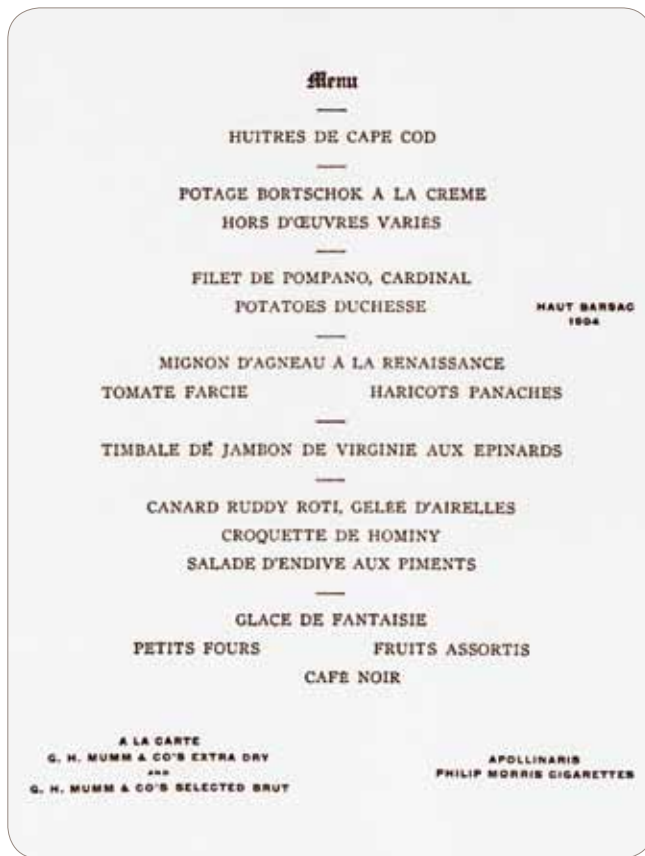 Menu
HUITRES DE CAPE COD
POTAGE BORTSCHOK A LA CREME
HORS D'ŒUVRES VARIÉS
FILET DE POMPANO, CARDINAL
POTATOES DUCHESSE
HAUT BARSAC
1904
MIGNON D'AGNEAU A LA RENAISSANCE
TOMATE FARCIE HARICOTS PANACHES
TIMBALE DE JAMBON DE VIRGINIE AUX EPINARDS
CANARD RUDDY ROTI, GELÉE D'AIRELLES
CROQUETTE DE HOMINY
SALADE D'ENDIVE AUX PIMENTS
GLACE DE FANTAISIE
PETITS FOURS FRUITS ASSORTIS
CAFÉ NOIR
A LA CARTE
G. H. MUMM & CO'S EXTRA DRY
AND
G. H. MUMM & CO'S SELECTED BRUT
APOLLINARIS
PHILIP MORRIS CIGARETTES